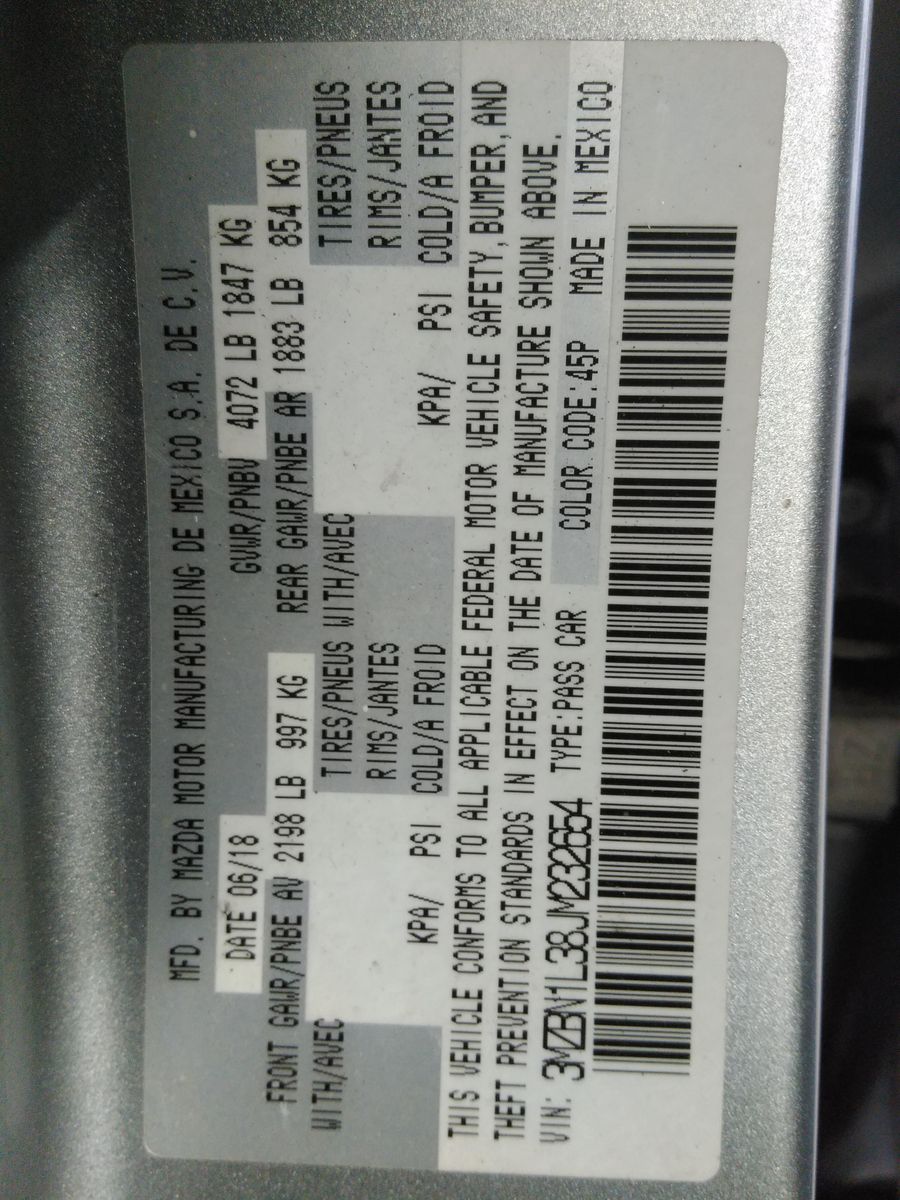 MFD. BY MAZDA MOTOR MANUFACTURING DE MEXICO S.A. DE C.V.
DATE 06/18 GVWR/PNBV 4072 LB 1847 KG
FRONT GAWR/PNBE AV 2198 LB 997 KG REAR GAWR/PNBE AR 1883 LB 854 KG
WITH/AVEC TIRES/PNEUS WITH/AVEC TIRES/PNEUS
RIMS/JANTES RIMS/JANTES
KPA/ PSI COLD/A FROID KPA/ PSI COLD/A FROID
THIS VEHICLE CONFORMS TO ALL APPLICABLE FEDERAL MOTOR VEHICLE SAFETY, BUMPER, AND
THEFT PREVENTION STANDARDS IN EFFECT ON THE DATE OF MANUFACTURE SHOWN ABOVE.
VIN: 3MZBN1L38JM232654 TYPE:PASS CAR COLOR CODE:45P MADE IN MEXICO